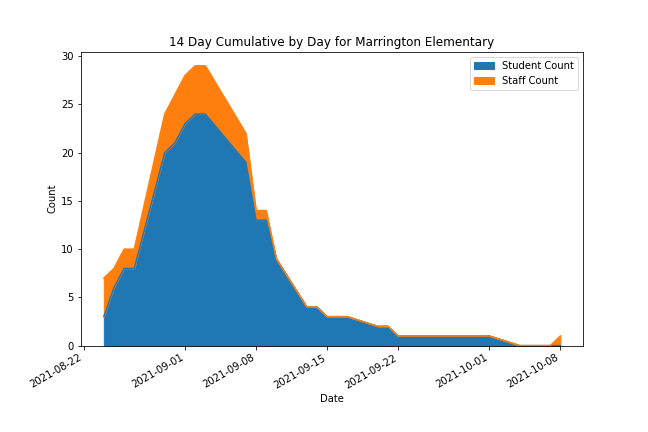 14 Day Cumulative by Day for Marrington Elementary
30
25
20
15
10
5
0
Count
Student Count
Staff Count
2021-08-22
2021-09-01
2021-09-08
2021-09-15
2021-09-22
2021-10-01
2021-10-08
Date